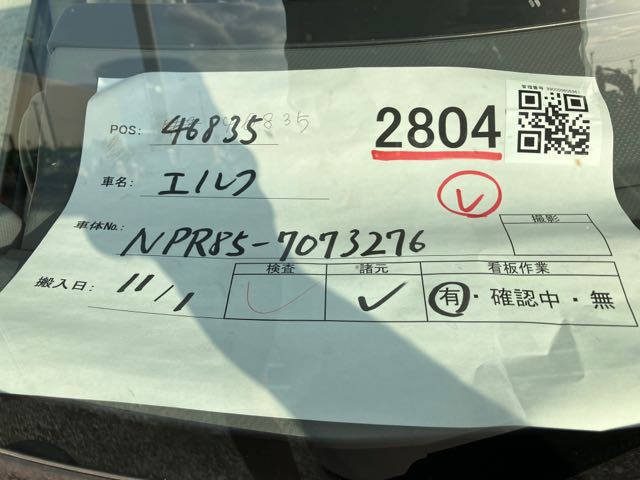 POS: 46835
2804
車名: エルフ
車体No.: NPR85-7073276
撮影
搬入日: 11/1
検査 諸元 看板作業
✓ ✓ 有・確認中・無